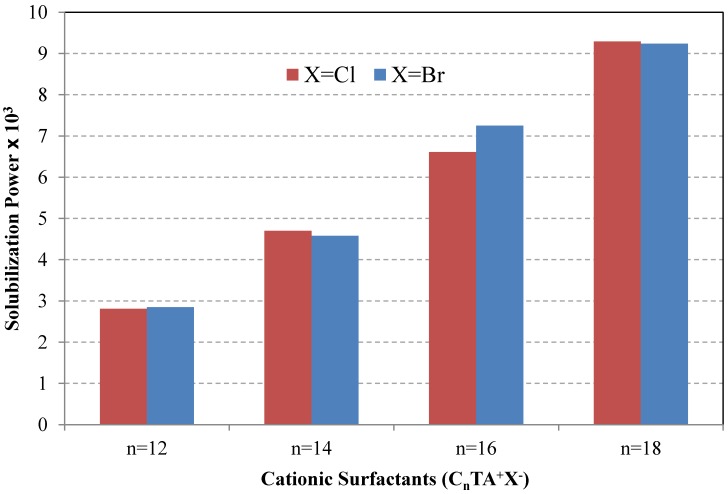 Solubilization Power x 10³
10
9
8
7
6
5
4
3
2
1
0
X=Cl X=Br
n=12 n=14 n=16 n=18
Cationic Surfactants (CₙTA⁺X⁻)